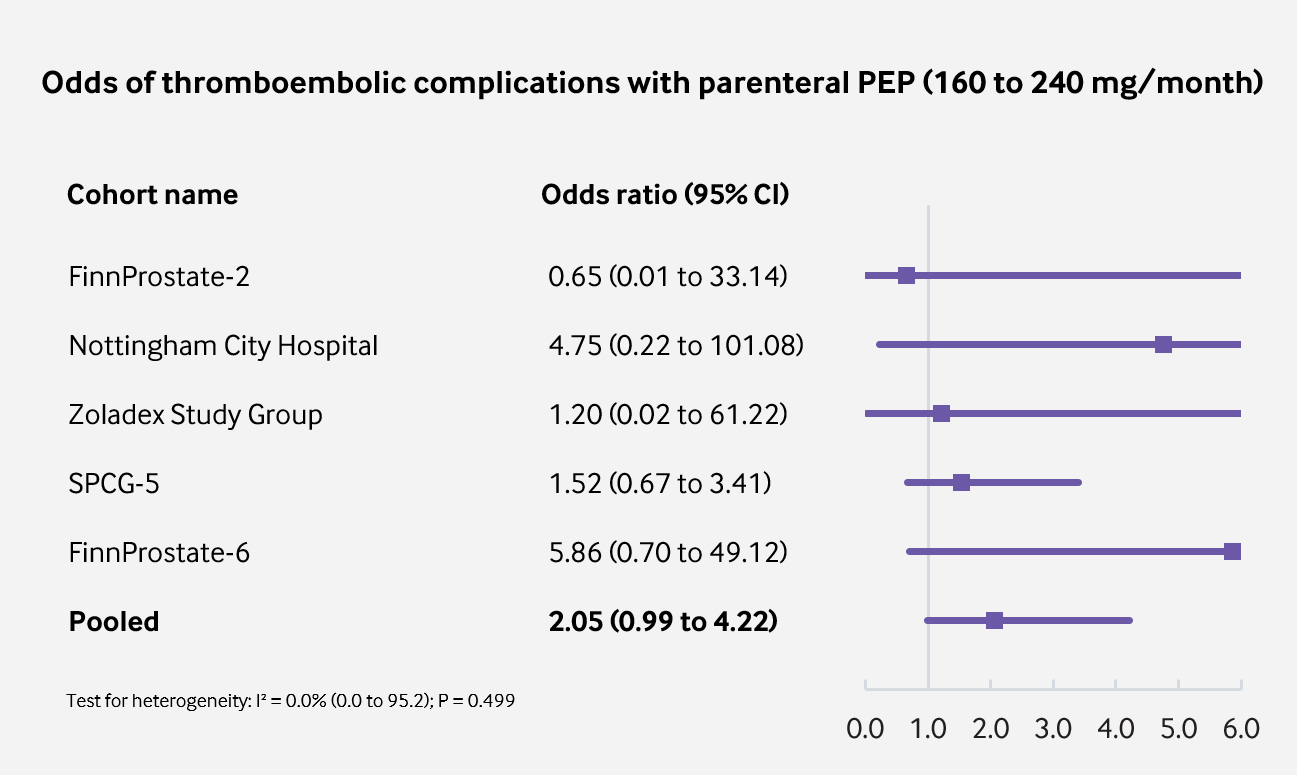 Odds of thromboembolic complications with parenteral PEP (160 to 240 mg/month)
Cohort name Odds ratio (95% CI)
FinnProstate-2 0.65 (0.01 to 33.14)
Nottingham City Hospital 4.75 (0.22 to 101.08)
Zoladex Study Group 1.20 (0.02 to 61.22)
SPCG-5 1.52 (0.67 to 3.41)
FinnProstate-6 5.86 (0.70 to 49.12)
Pooled 2.05 (0.99 to 4.22)
Test for heterogeneity: I² = 0.0% (0.0 to 95.2); P = 0.499
0.0 1.0 2.0 3.0 4.0 5.0 6.0